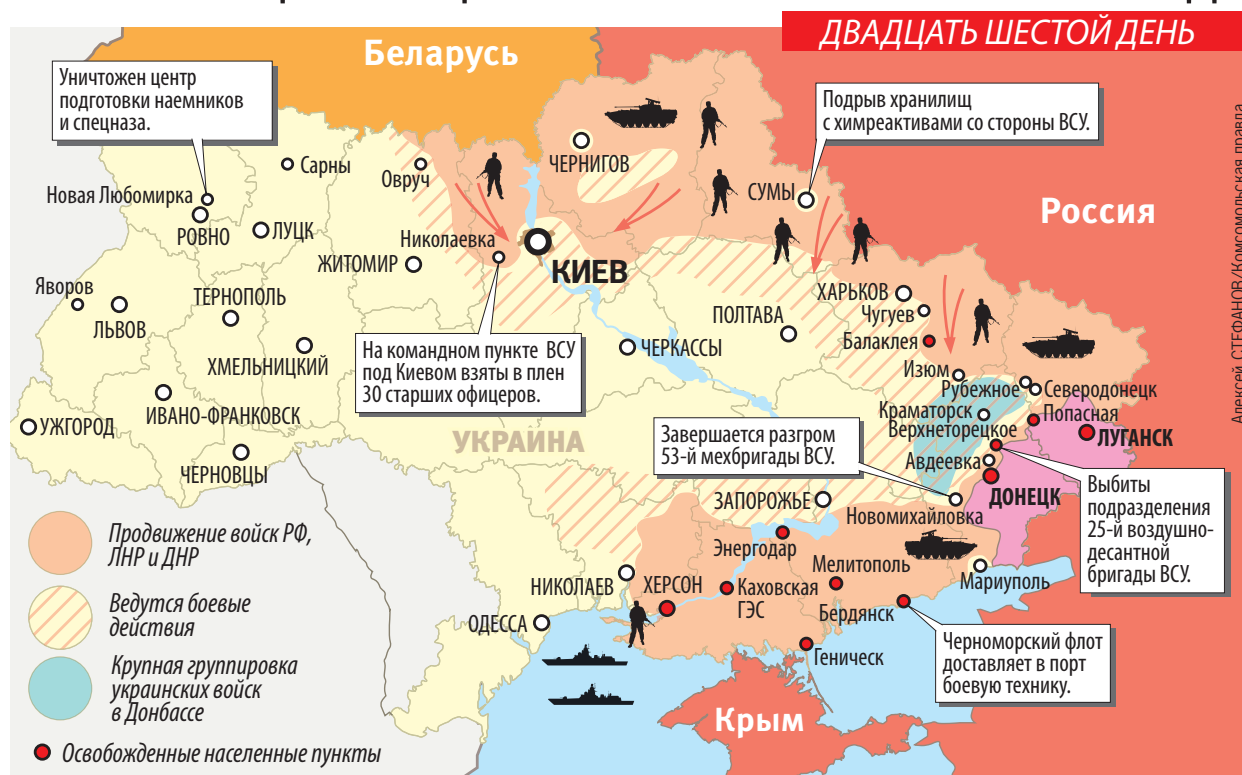 ДВАДЦАТЬ ШЕСТОЙ ДЕНЬ
Беларусь
Уничтожен центр
подготовки наемников
и спецназа.
Подрыв хранилищ
с химреактивами со стороны ВСУ.
Алексей СТЕФАНОВ/Комсомольская правда
ЧЕРНИГОВ
Сарны
Овруч
СУМЫ
Новая Любомирка
РОВНО
ЛУЦК
Россия
Николаевка
ЖИТОМИР
КИЕВ
Яворов
ЛЬВОВ
ТЕРНОПОЛЬ
ХАРЬКОВ
Чугуев
ПОЛТАВА
Балаклея
ХМЕЛЬНИЦКИЙ
На командном пункте ВСУ
под Киевом взяты в плен
30 старших офицеров.
ЧЕРКАССЫ
Изюм
Рубежное
Северодонецк
ИВАНО-ФРАНКОВСК
УЖГОРОД
Краматорск
Попасная
Верхнеторецкое
ЛУГАНСК
УКРАИНА
Завершается разгром
53-й мехбригады ВСУ.
ЧЕРНОВЦЫ
Авдеевка
ДОНЕЦК
Выбиты
подразделения
25-й воздушно-
десантной
бригады ВСУ.
ЗАПОРОЖЬЕ
Новомихайловка
Энергодар
Мелитополь
Мариуполь
НИКОЛАЕВ
ХЕРСОН
Каховская
ГЭС
Бердянск
ОДЕССА
Геническ
Черноморский флот
доставляет в порт
боевую технику.
Крым
Продвижение войск РФ,
ЛНР и ДНР
Ведутся боевые
действия
Крупная группировка
украинских войск
в Донбассе
Освобожденные населенные пункты